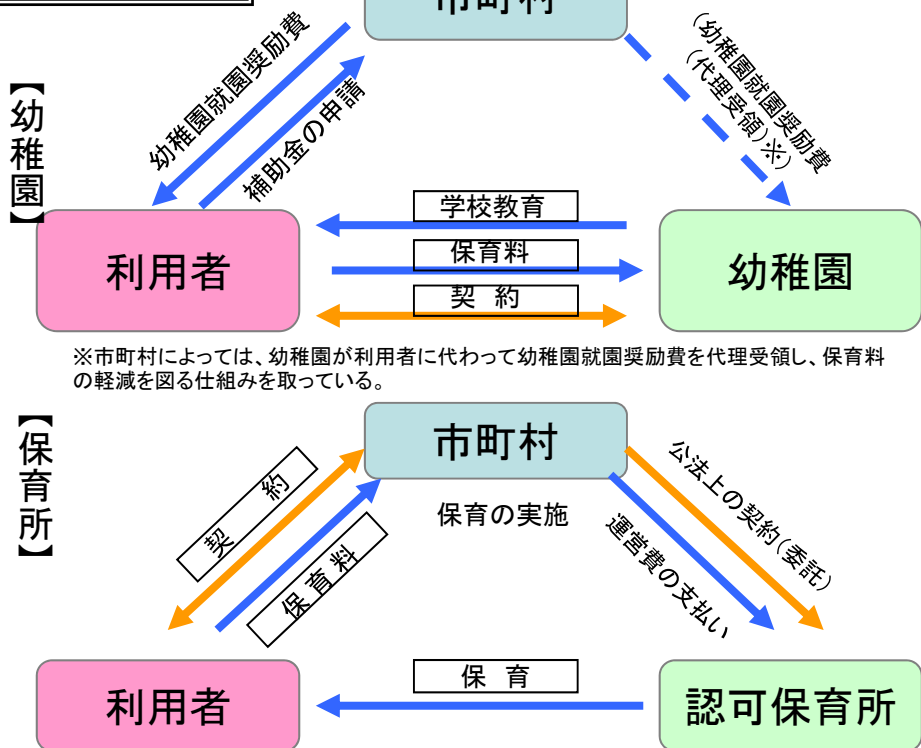 市町村
【幼稚園】
幼稚園就園奨励費
補助金の申請
(幼稚園就園奨励費
(代理受領)※)
学校教育
保育料
契 約
利用者
幼稚園
※市町村によっては、幼稚園が利用者に代わって幼稚園就園奨励費を代理受領し、保育料
の軽減を図る仕組みを取っている。
【保育所】
市町村
保育の実施
契 約
保育料
公法上の契約(委託)
運営費の支払い
保 育
利用者
認可保育所